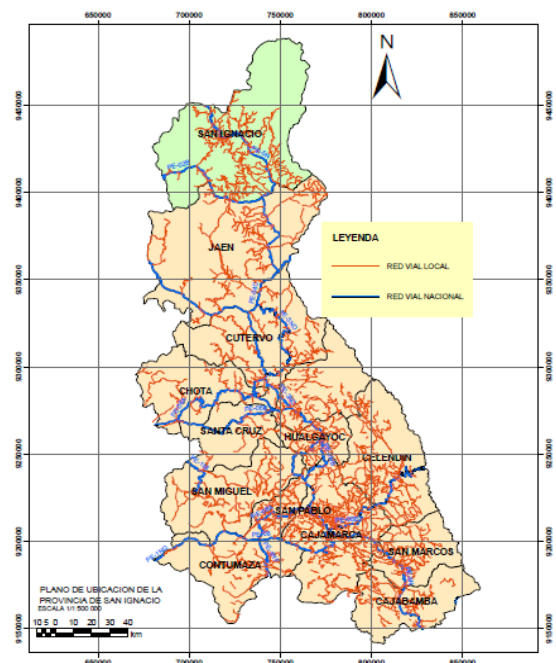 650000 700000 750000 800000 850000
N
9450000 9450000
SAN IGNACIO
9400000 9400000
JAEN
LEYENDA
RED VIAL LOCAL
RED VIAL NACIONAL
9350000 9350000
CUTERVO
9300000 9300000
CHOTA
SANTA CRUZ
HUALGAYOC
9250000 9250000
CELENDIN
SAN MIGUEL
SAN PABLO
CAJAMARCA
9200000 9200000
SAN MARCOS
CONTUMAZA
CAJABAMBA
PLANO DE UBICACION DE LA
PROVINCIA DE SAN IGNACIO
ESCALA 1/1 500 000
10 5 0 10 20 30 40
km
9150000 9150000
650000 700000 750000 800000 850000